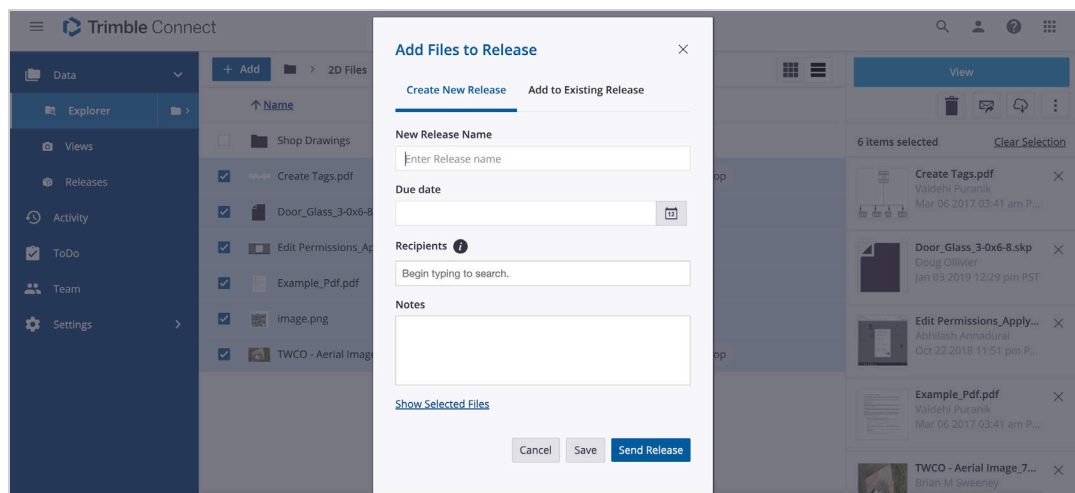 Trimble Connect
Data
Explorer
Views
Releases
Activity
ToDo
Team
Settings
+ Add > 2D Files
Name
Shop Drawings
Create Tags.pdf
Door_Glass_3-0x6-8
Edit Permissions_Ap
Example_Pdf.pdf
image.png
TWCO - Aerial Image
op
op
Add Files to Release
Create New Release Add to Existing Release
New Release Name
Enter Release name
Due date
12
Recipients i
Begin typing to search.
Notes
Show Selected Files
Cancel Save Send Release
View
6 items selected Clear Selection
Create Tags.pdf
Vaidehi Puranik
Mar 06 2017 03:41 am P...
Door_Glass_3-0x6-8.skp
Doug Ollivier
Jan 03 2019 12:29 pm PST
Edit Permissions_Apply...
Abhilash Annadurai
Oct 22 2018 11:51 pm P...
Example_Pdf.pdf
Vaidehi Puranik
Mar 06 2017 03:41 am P...
TWCO - Aerial Image_7...
Brian M Sweeney